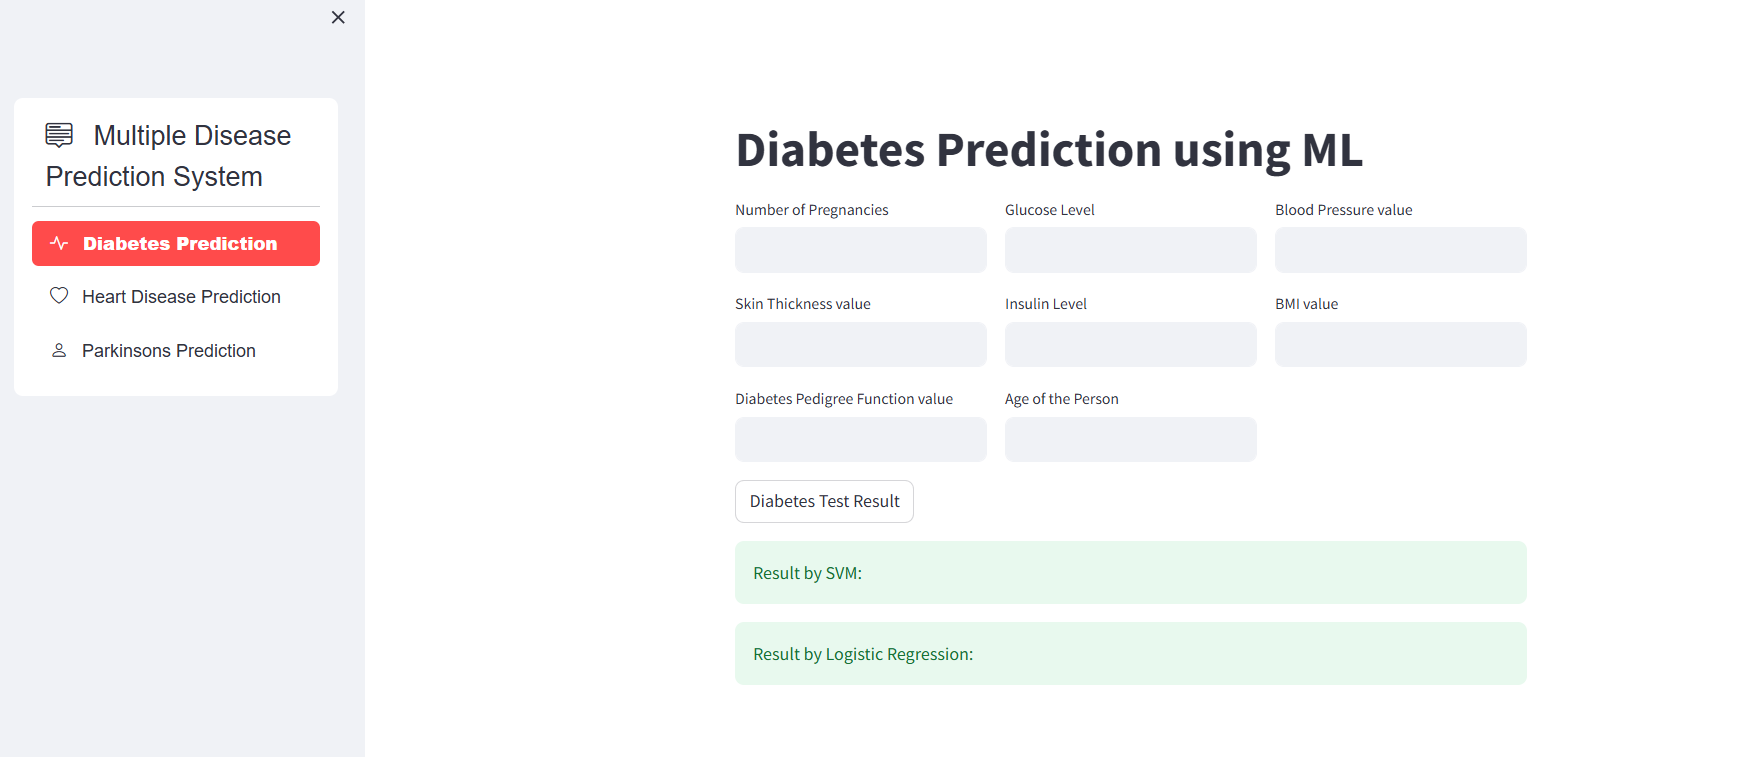 Multiple Disease
Prediction System
Diabetes Prediction
Heart Disease Prediction
Parkinsons Prediction
Diabetes Prediction using ML
Number of Pregnancies
Glucose Level
Blood Pressure value
Skin Thickness value
Insulin Level
BMI value
Diabetes Pedigree Function value
Age of the Person
Diabetes Test Result
Result by SVM:
Result by Logistic Regression: